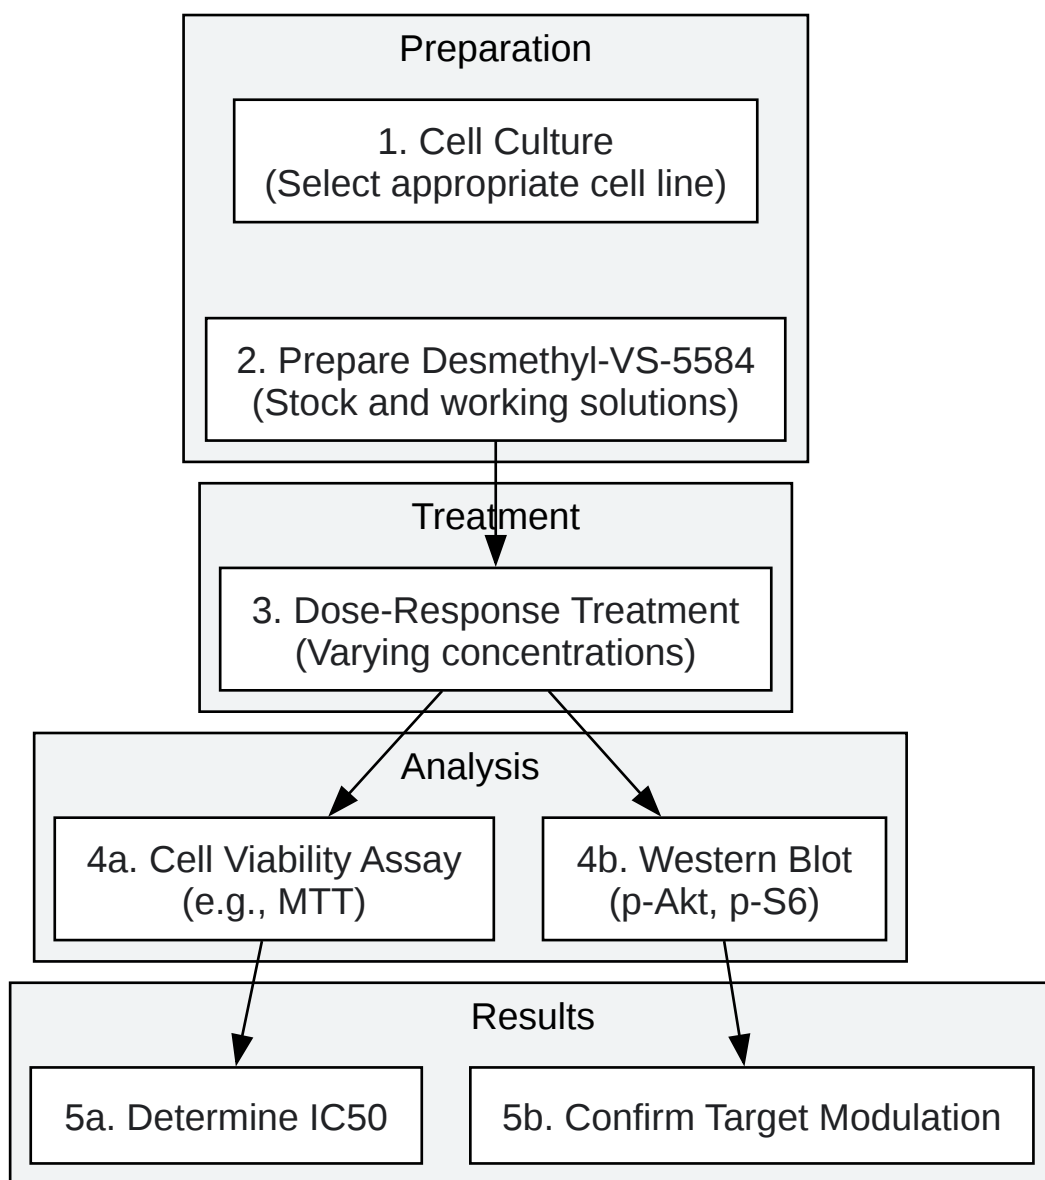 Preparation
1. Cell Culture
(Select appropriate cell line)
2. Prepare Desmethyl-VS-5584
(Stock and working solutions)
Treatment
3. Dose-Response Treatment
(Varying concentrations)
Analysis
4a. Cell Viability Assay
(e.g., MTT)
4b. Western Blot
(p-Akt, p-S6)
Results
5a. Determine IC50
5b. Confirm Target Modulation